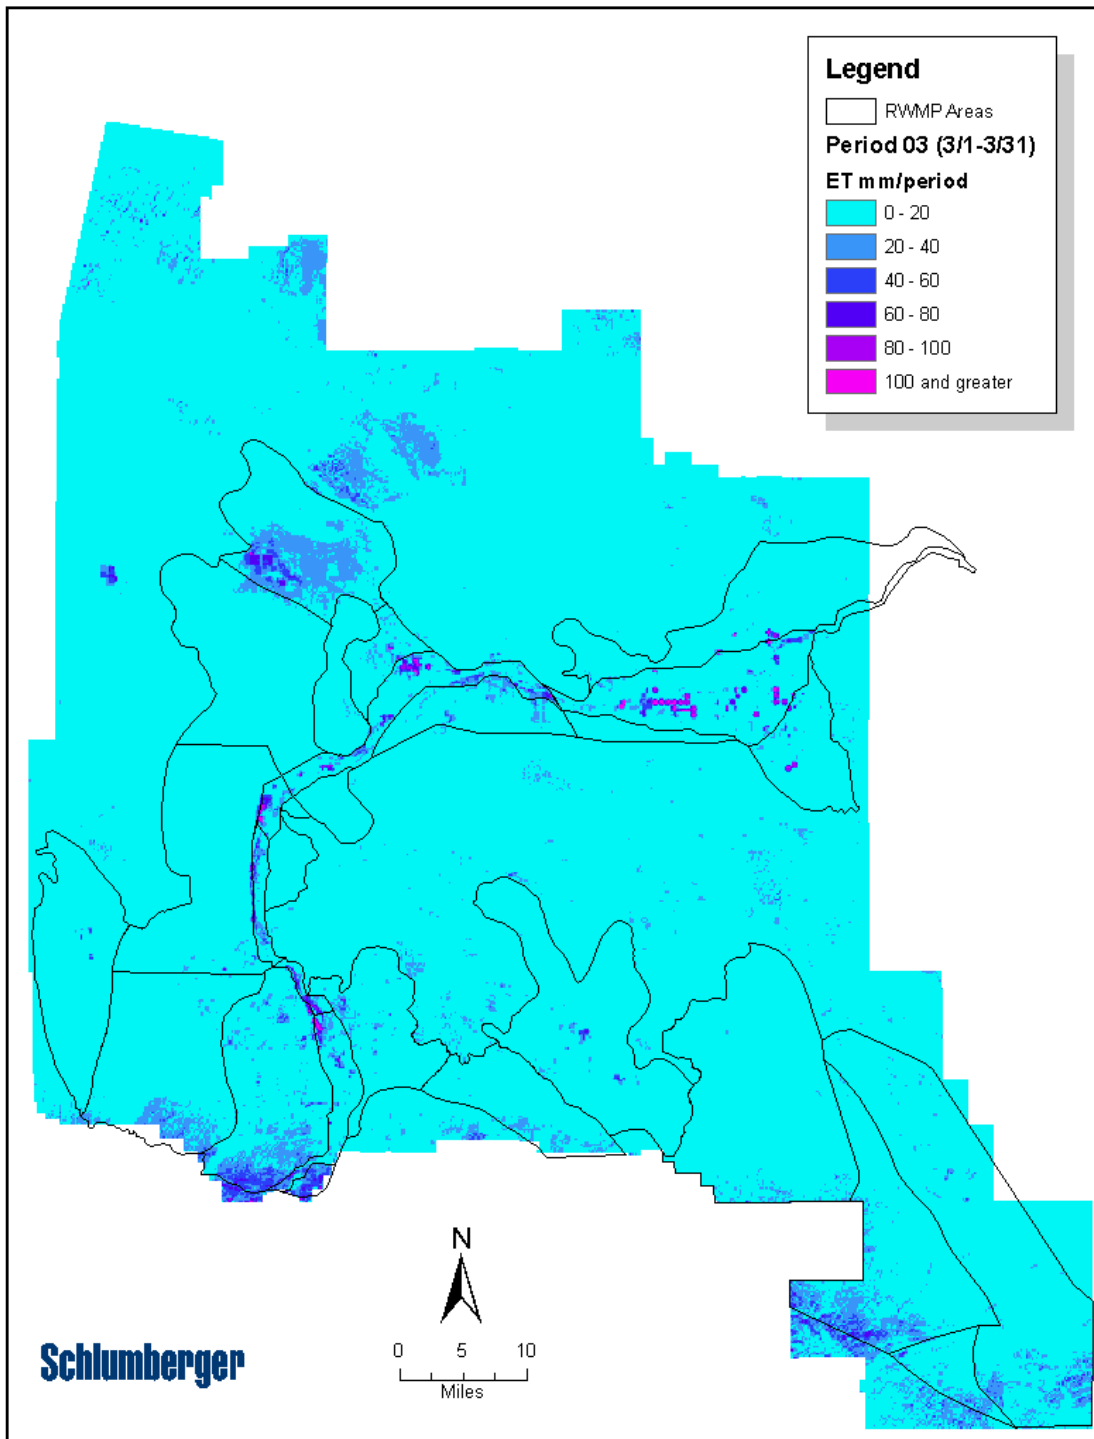 Legend
RWMP Areas
Period 03 (3/1-3/31)
ET mm/period
0 - 20
20 - 40
40 - 60
60 - 80
80 - 100
100 and greater
N
0 5 10
Miles
Schlumberger